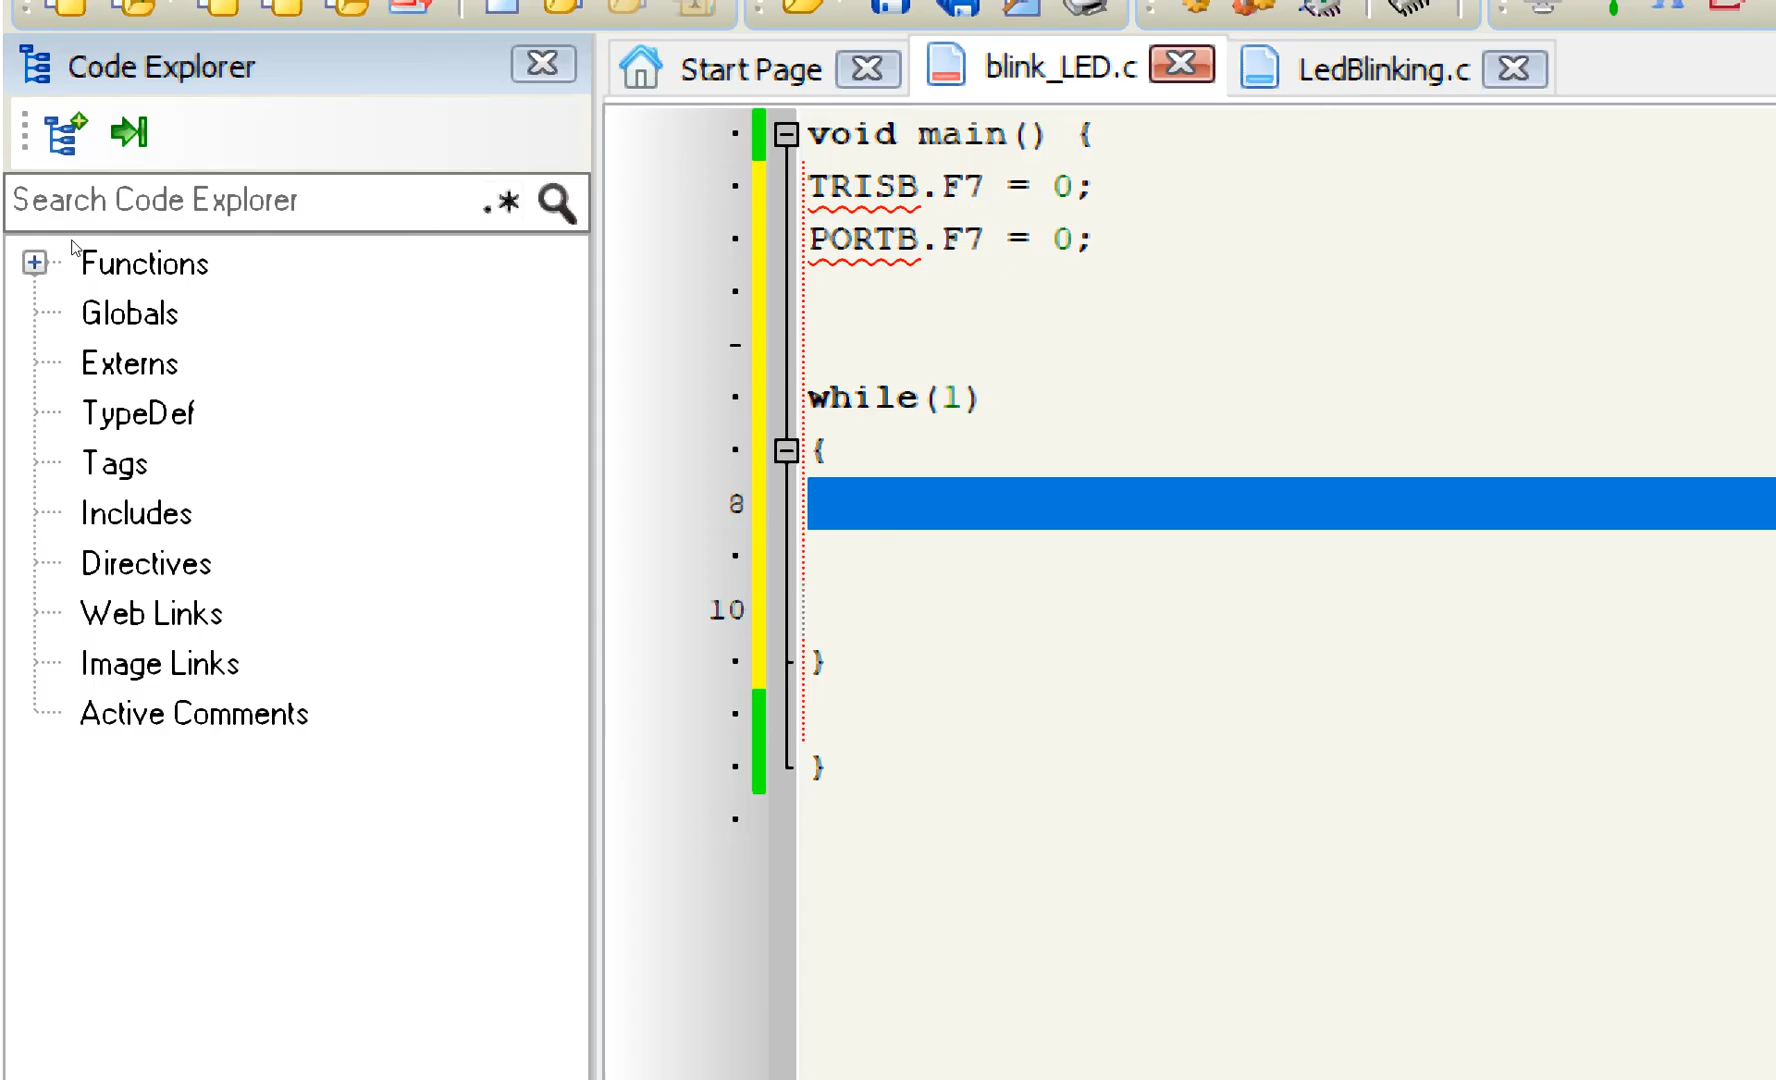 Code Explorer
Start Page
blink_LED.c
LedBlinking.c
Search Code Explorer
.*
Functions
Globals
Externs
TypeDef
Tags
Includes
Directives
Web Links
Image Links
Active Comments
void main() {
TRISB.F7 = 0;
PORTB.F7 = 0;
while(1)
{
8
10
}
}